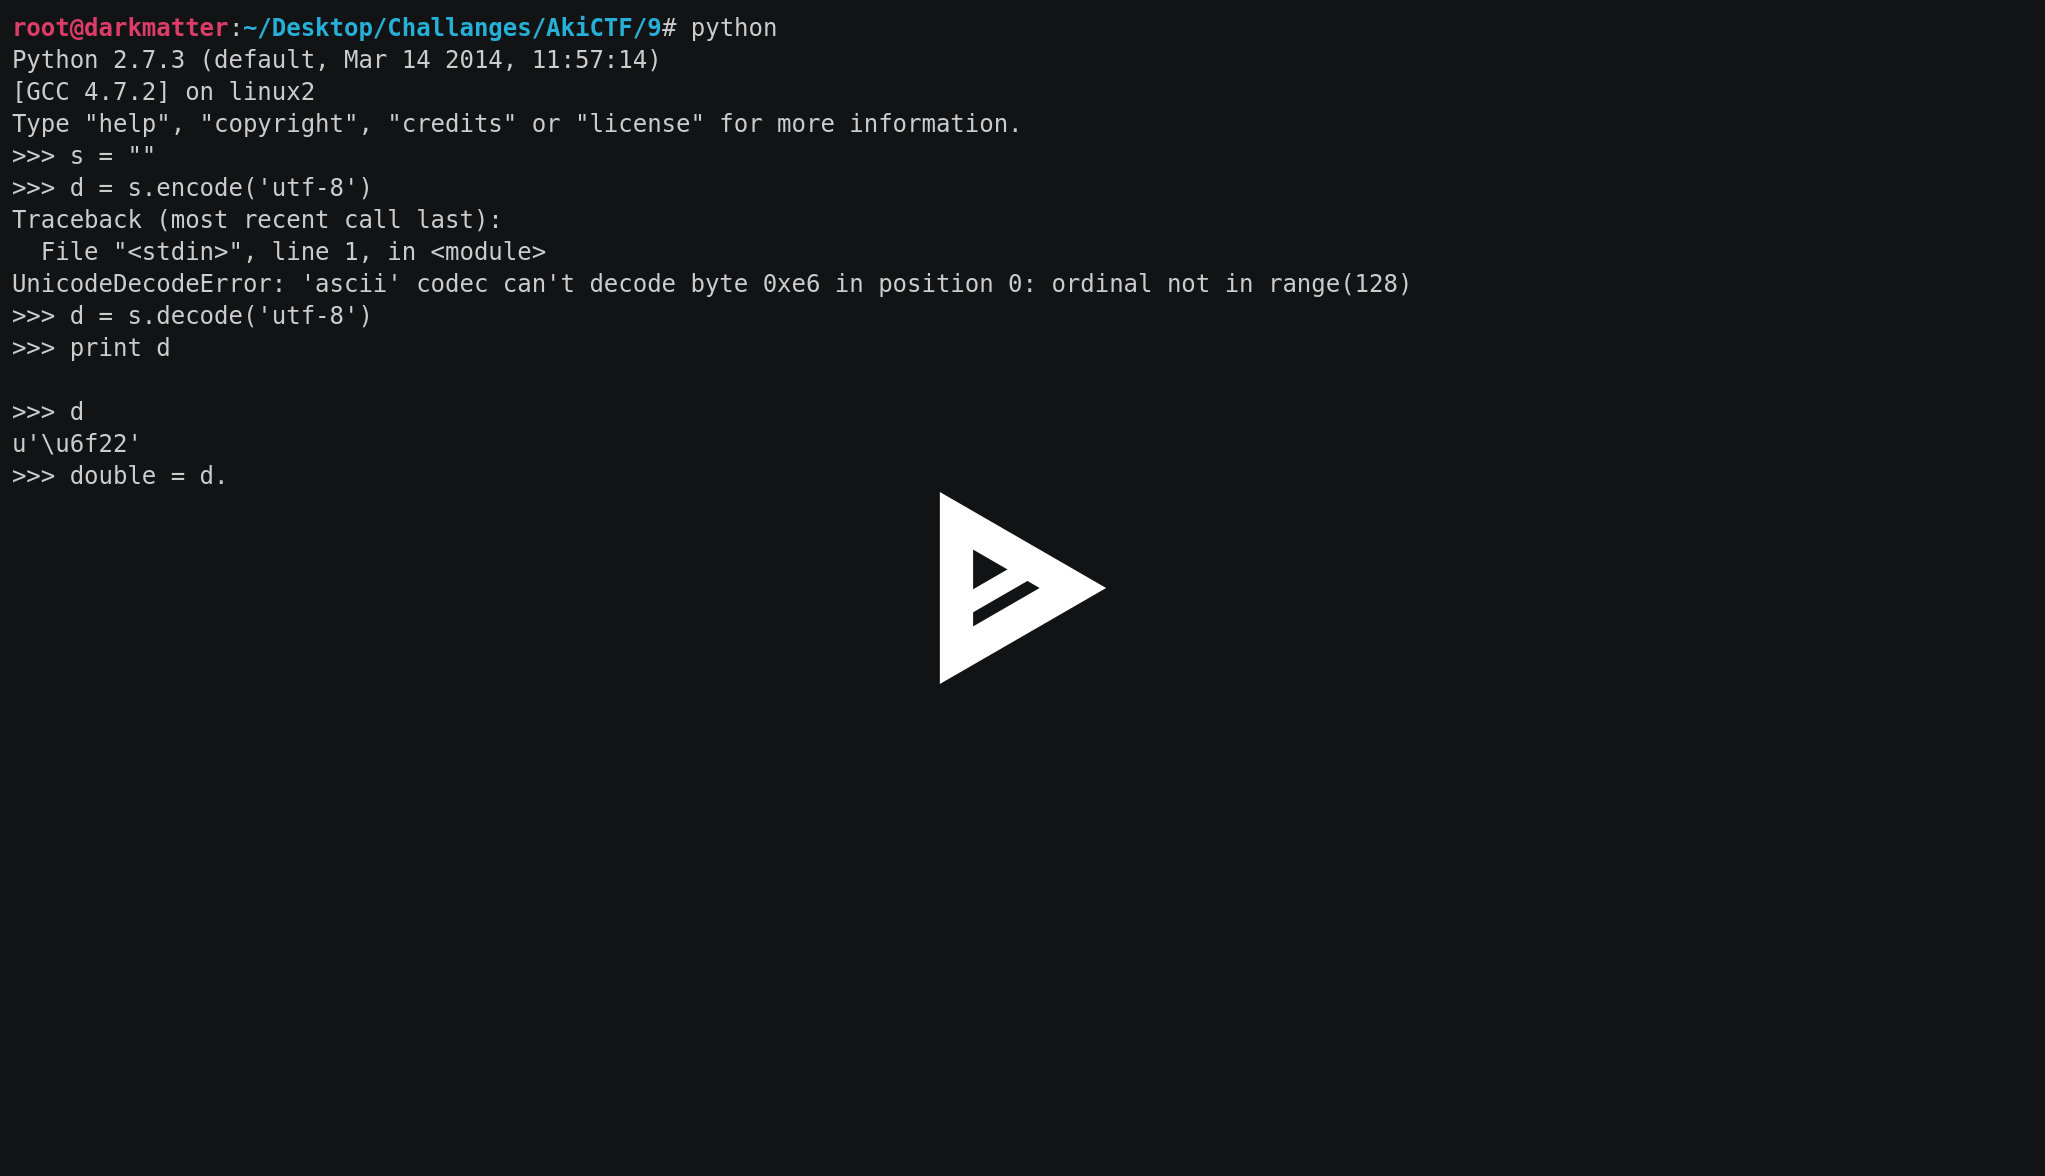 root@darkmatter:~/Desktop/Challanges/AkiCTF/9# python
Python 2.7.3 (default, Mar 14 2014, 11:57:14)
[GCC 4.7.2] on linux2
Type "help", "copyright", "credits" or "license" for more information.
>>> s = ""
>>> d = s.encode('utf-8')
Traceback (most recent call last):
  File "<stdin>", line 1, in <module>
UnicodeDecodeError: 'ascii' codec can't decode byte 0xe6 in position 0: ordinal not in range(128)
>>> d = s.decode('utf-8')
>>> print d
>>> d
u'\u6f22'
>>> double = d.